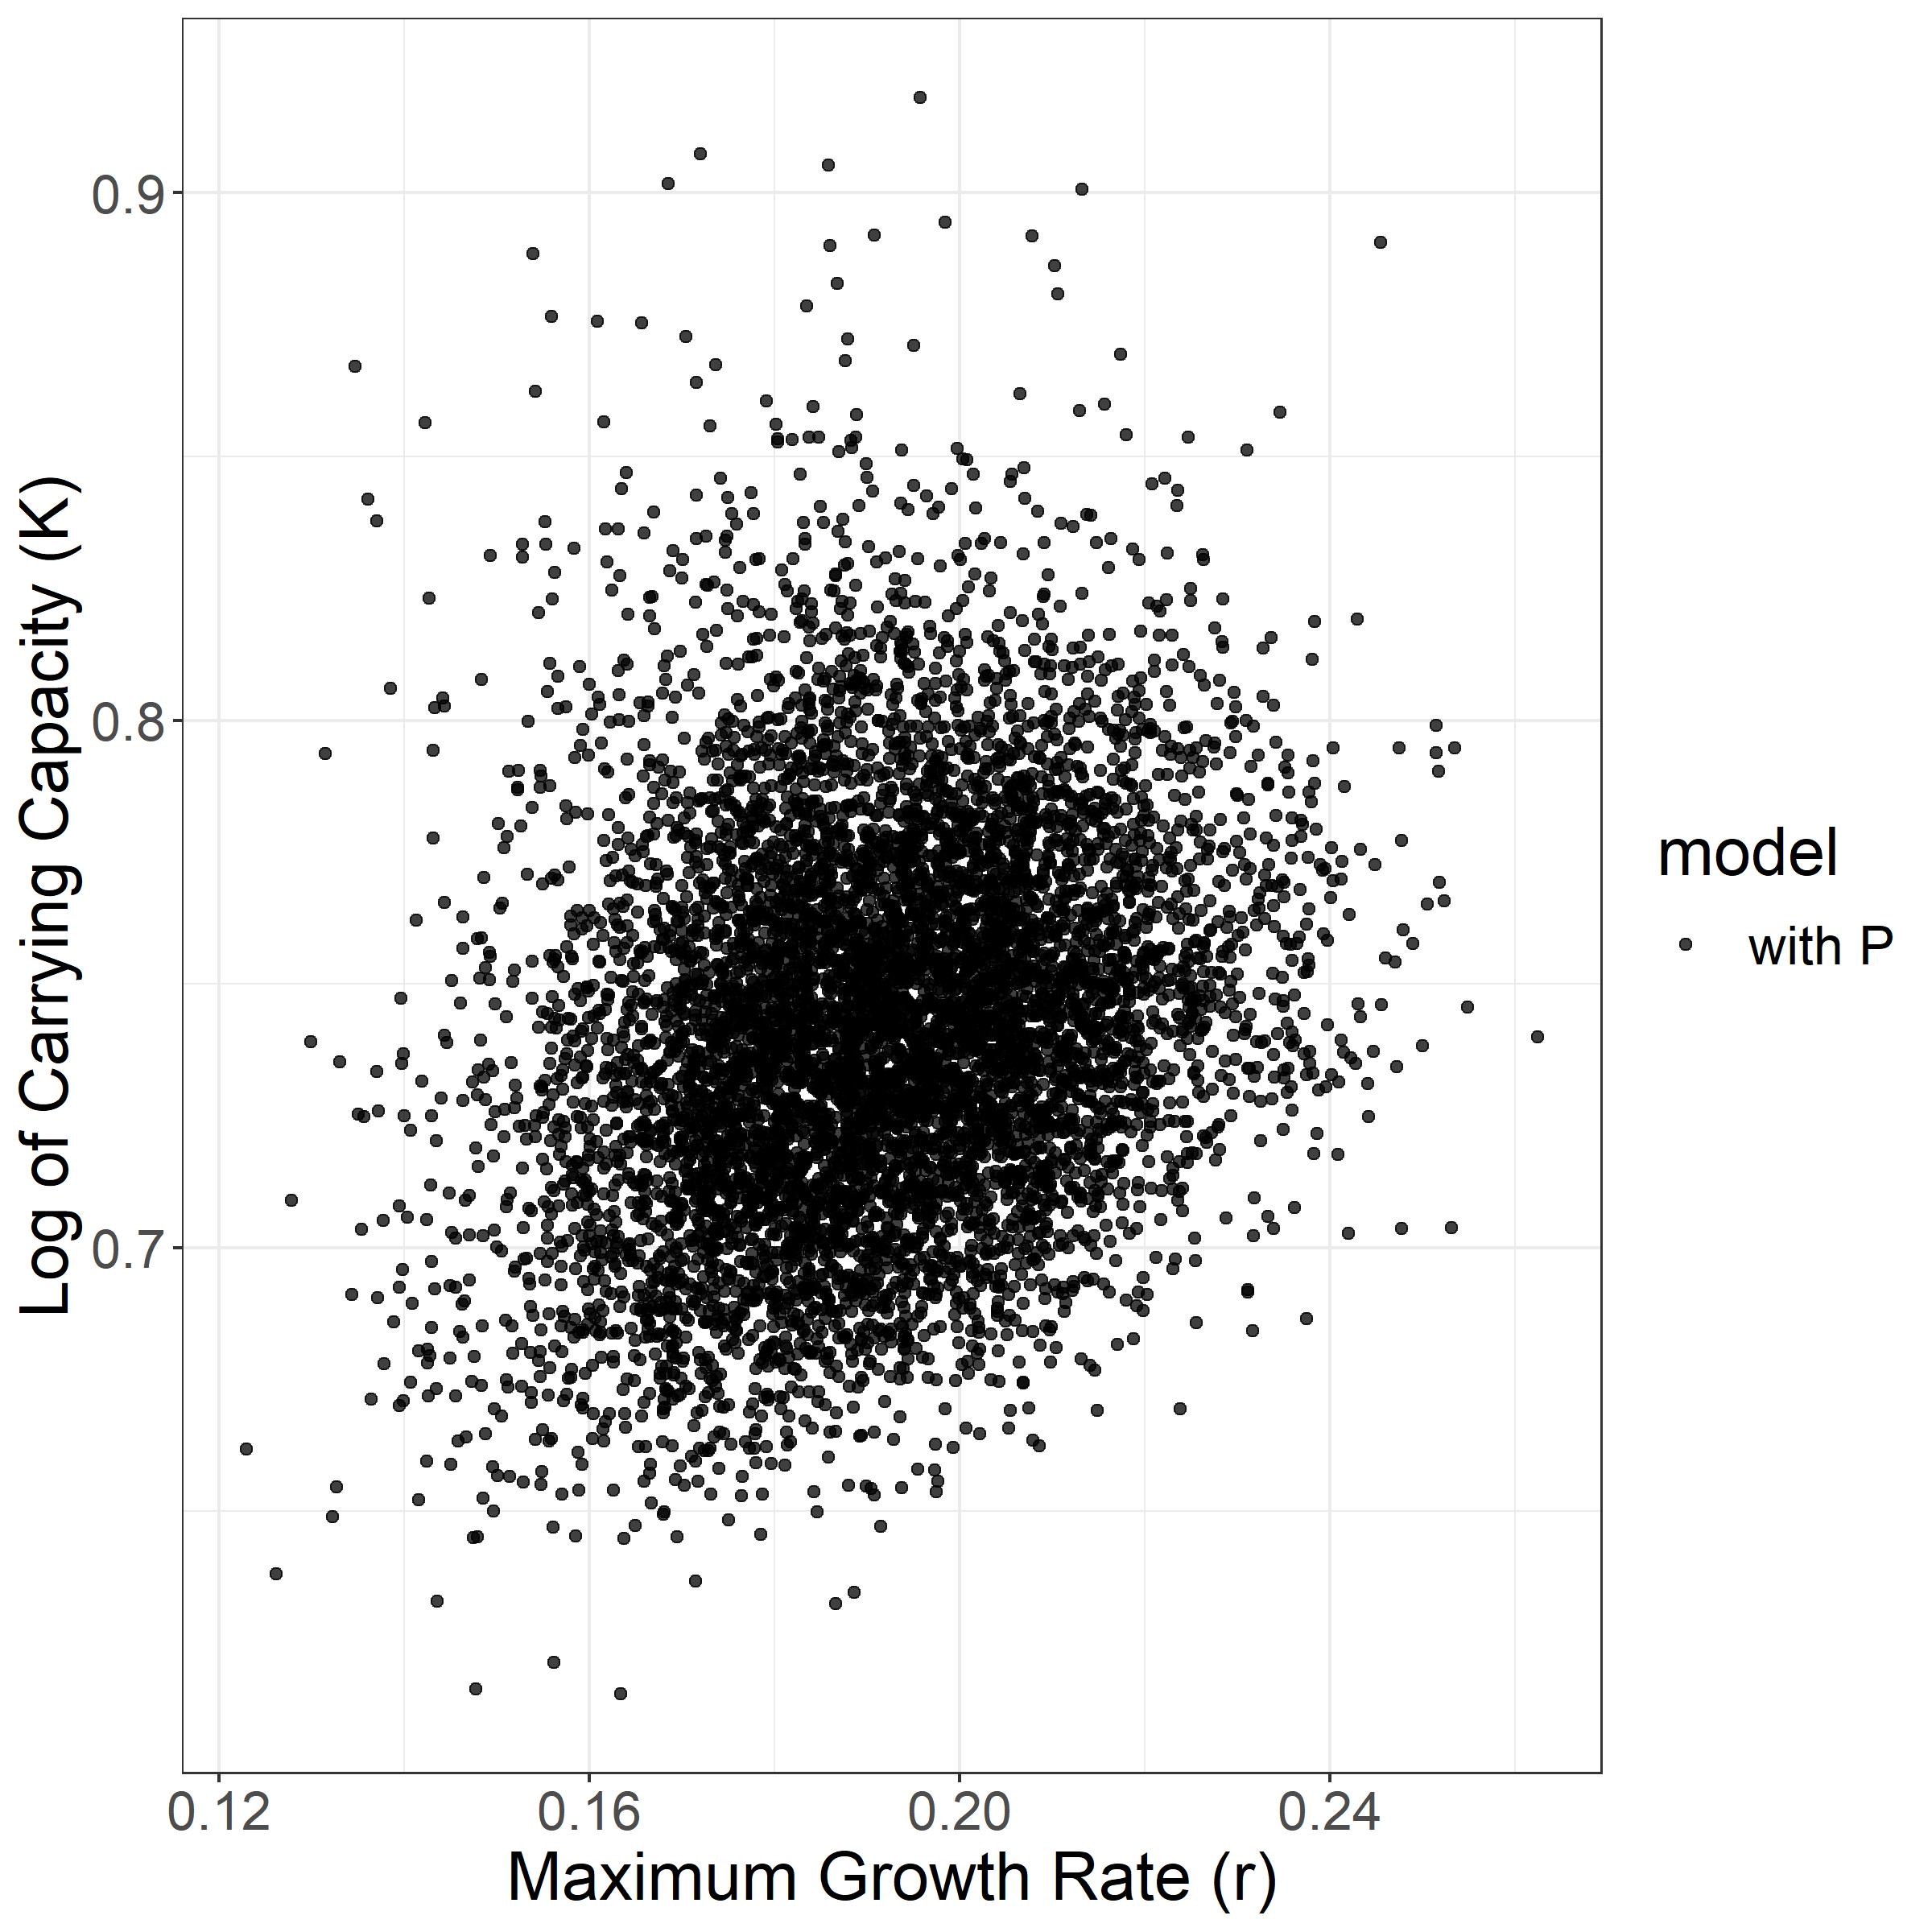 Log of Carrying Capacity (K)
0.9
0.8
0.7
0.12 0.16 0.20 0.24
Maximum Growth Rate (r)
model
with P